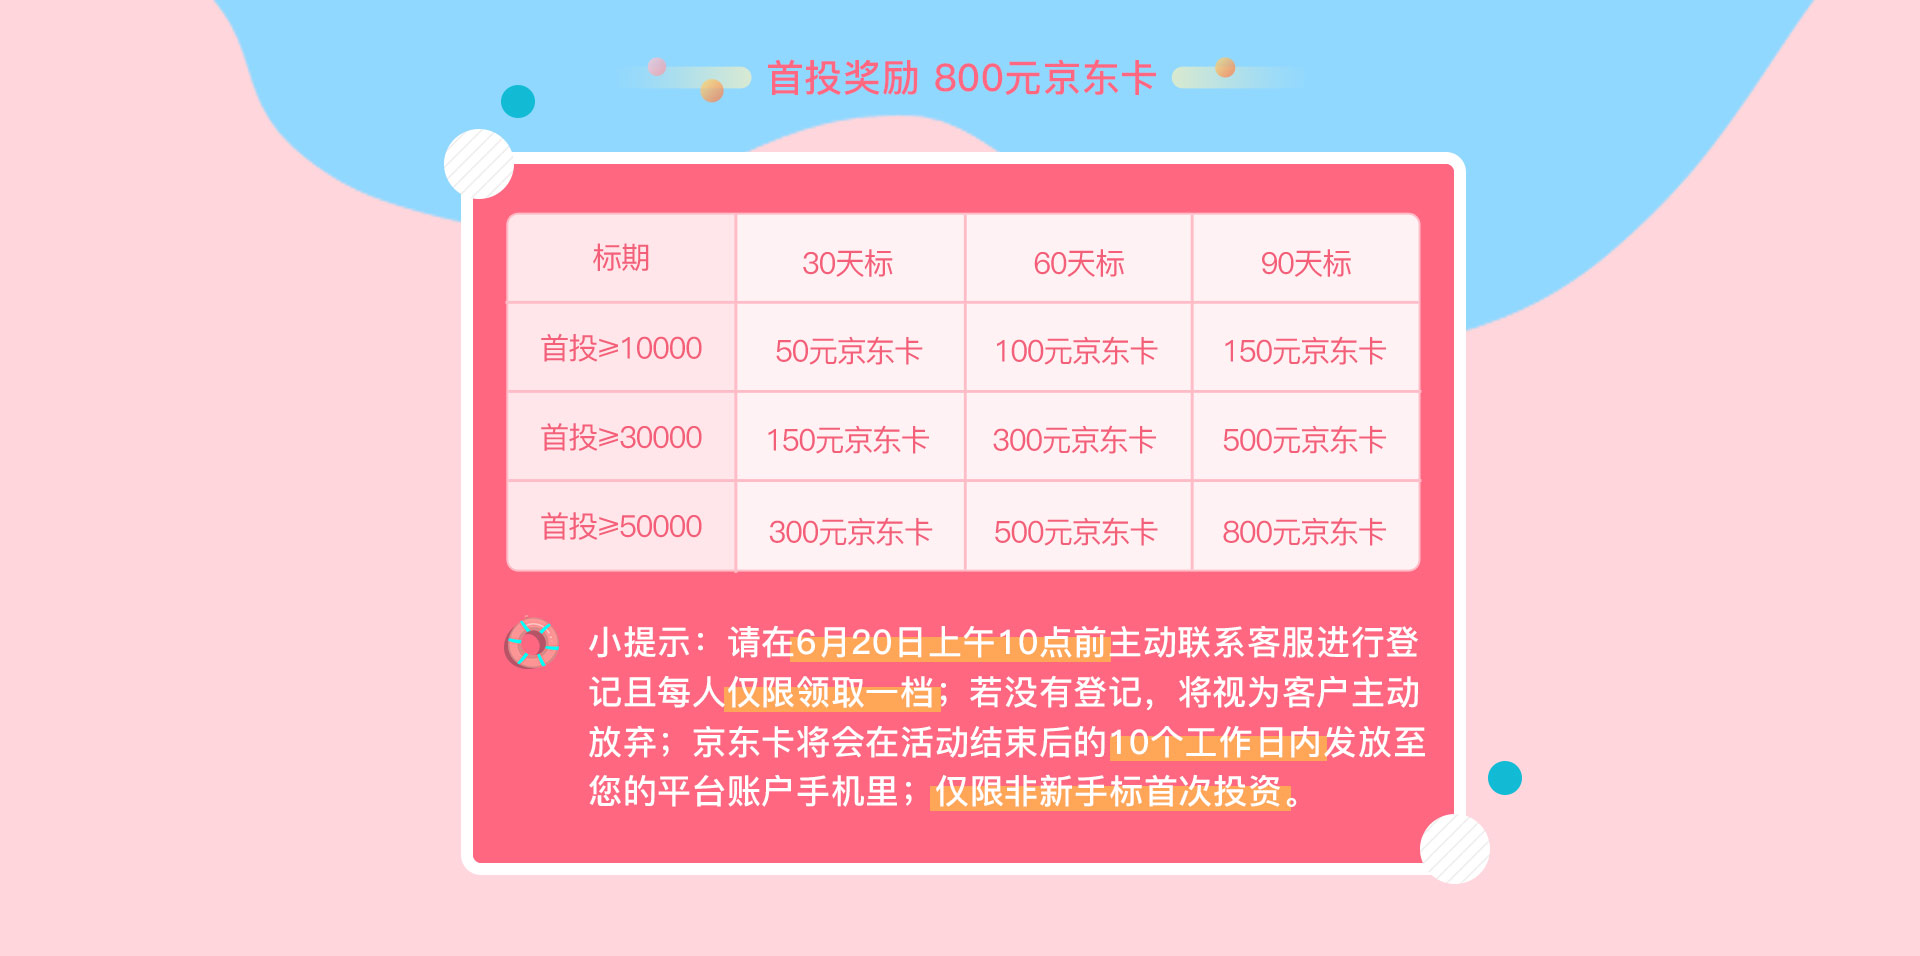 首投奖励 800元京东卡
标期 30天标 60天标 90天标
首投≥10000 50元京东卡 100元京东卡 150元京东卡
首投≥30000 150元京东卡 300元京东卡 500元京东卡
首投≥50000 300元京东卡 500元京东卡 800元京东卡
小提示：请在6月20日上午10点前主动联系客服进行登
记且每人仅限领取一档；若没有登记，将视为客户主动
放弃；京东卡将会在活动结束后的10个工作日内发放至
您的平台账户手机里；仅限非新手标首次投资。